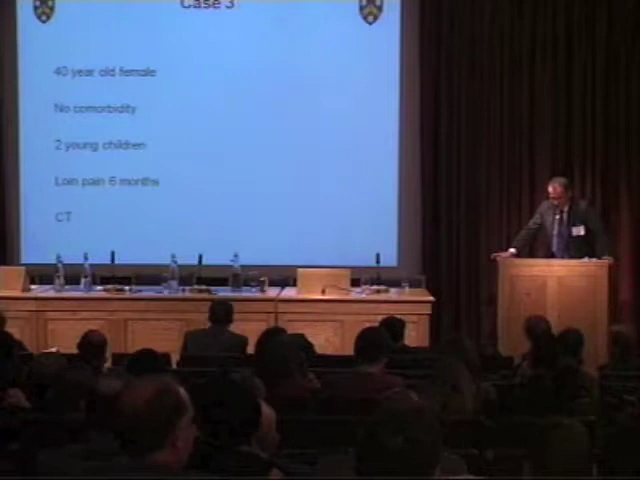 Case 3
40 year old female
No comorbidity
2 young children
Loin pain 6 months
CT